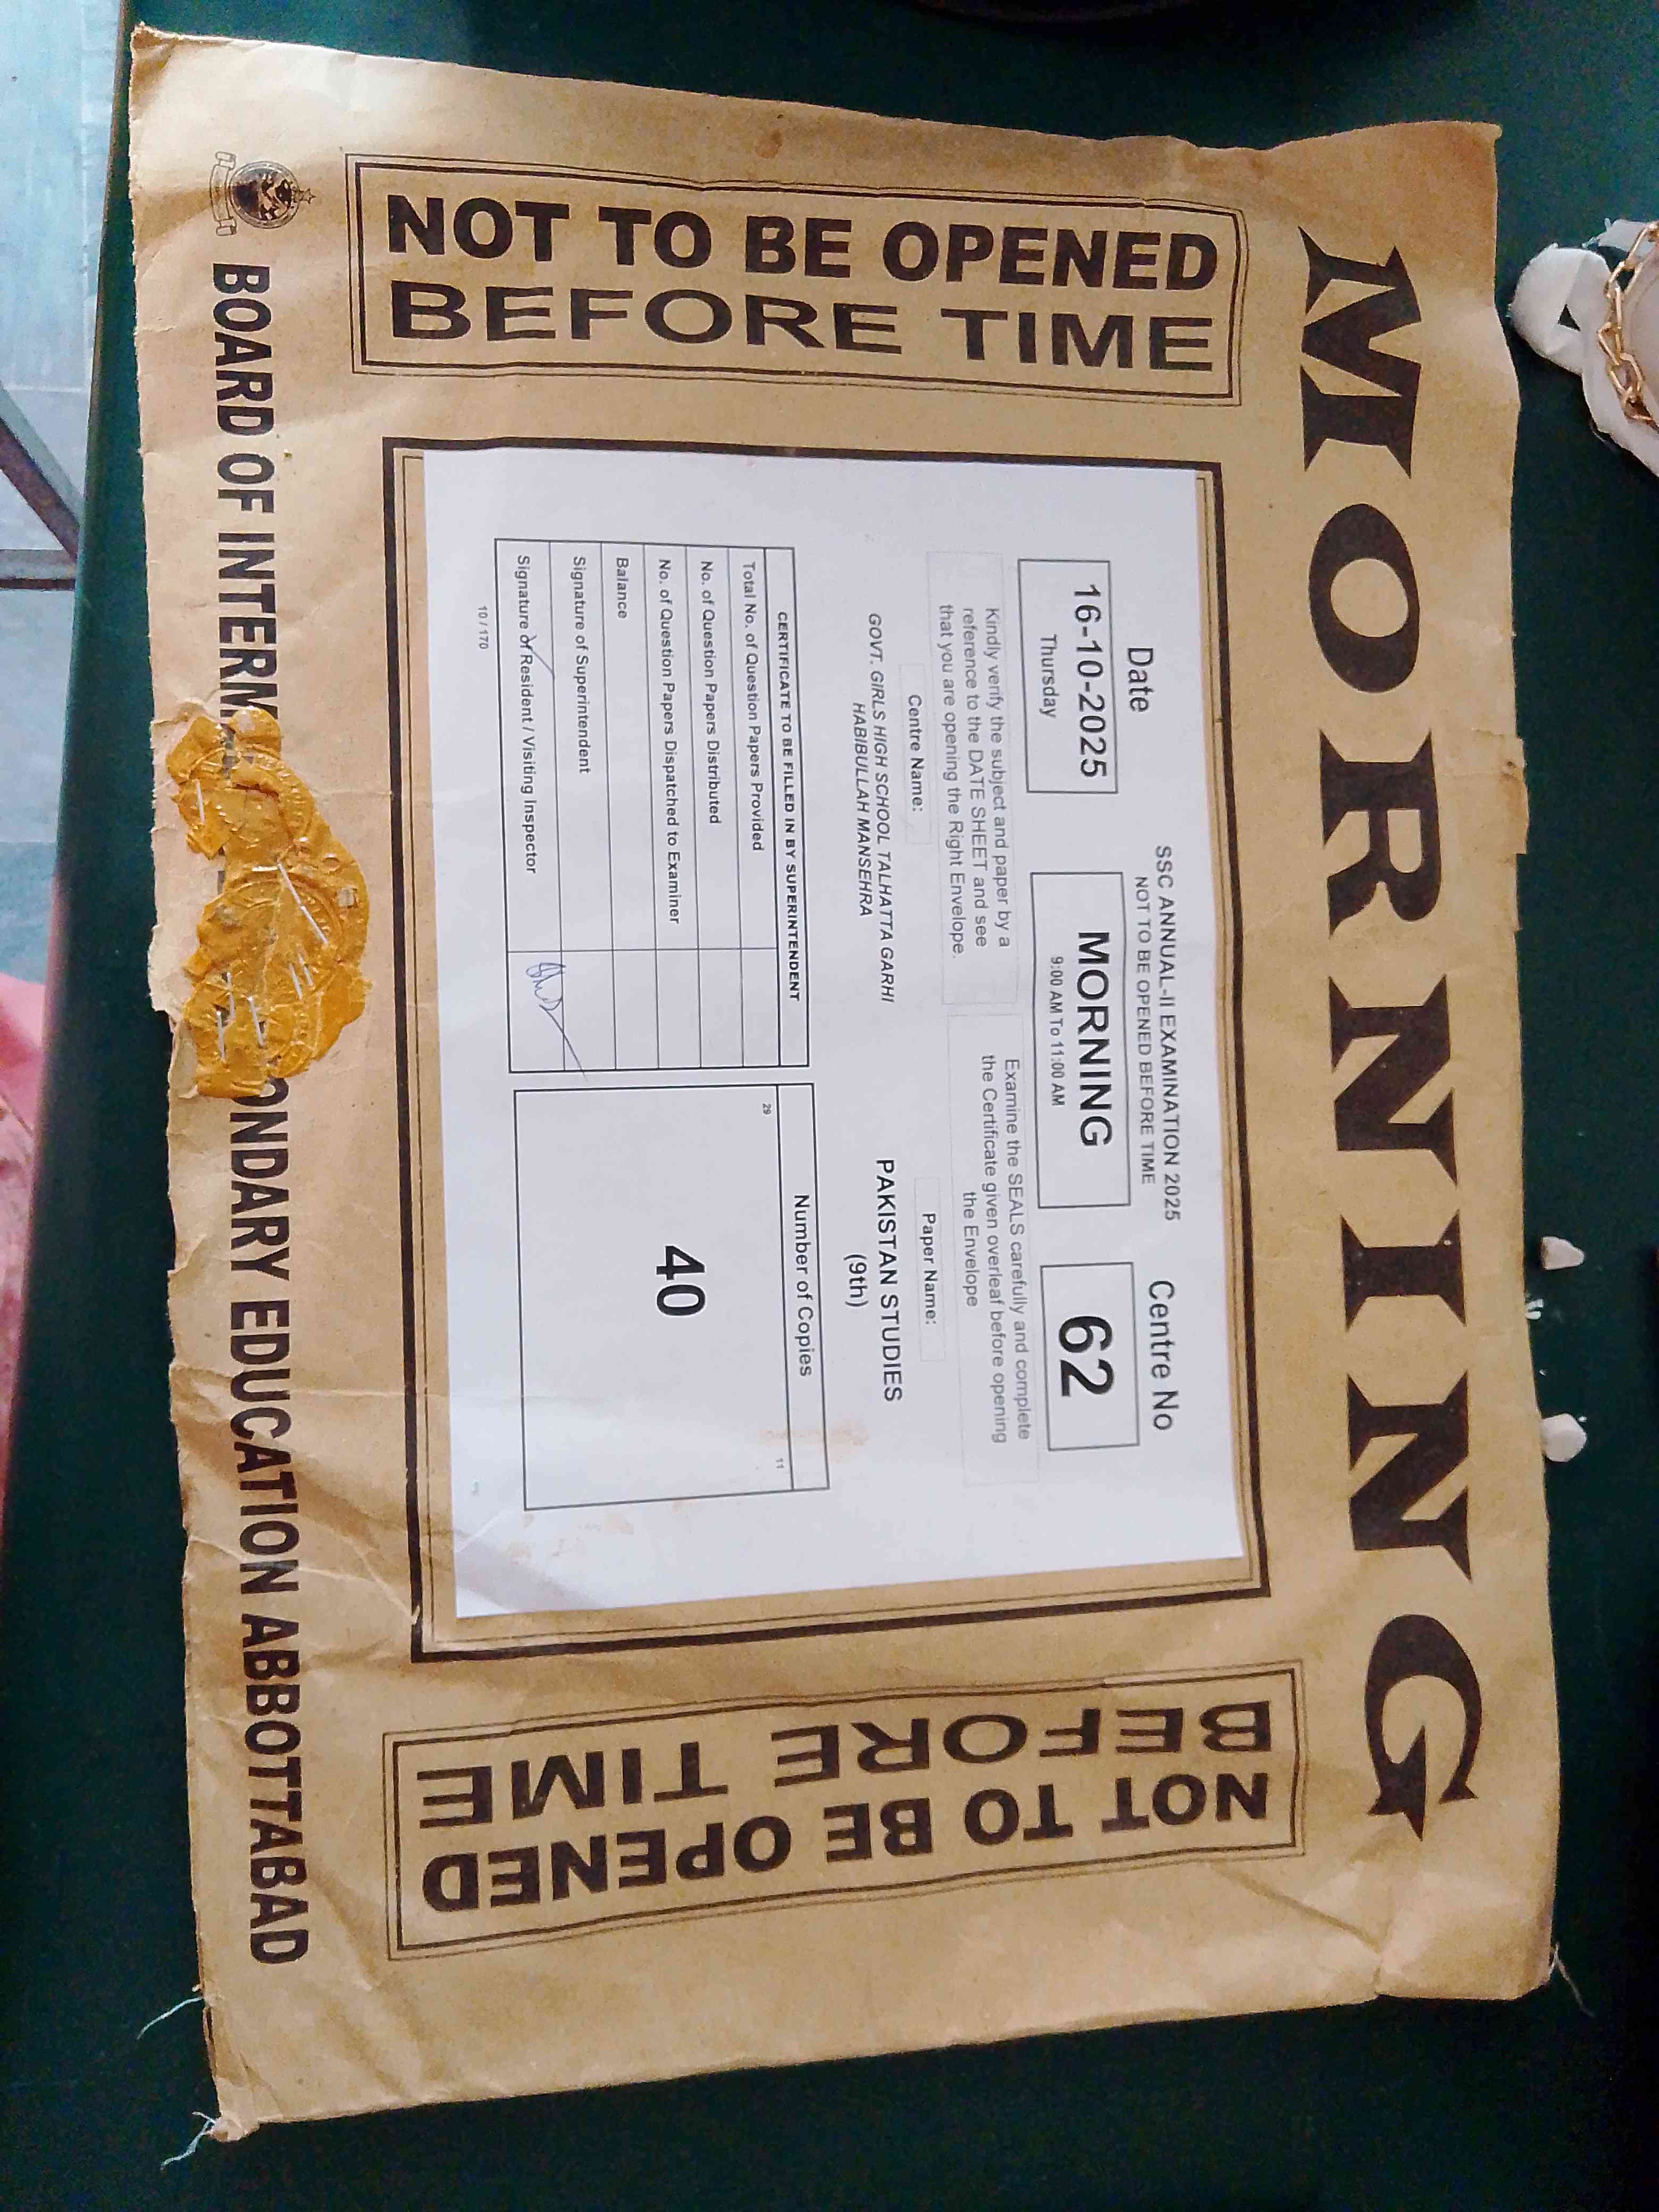 MORNING
NOT TO BE OPENED
BEFORE TIME
SSC ANNUAL-II EXAMINATION 2025
NOT TO BE OPENED BEFORE TIME
Date
16-10-2025
Thursday
MORNING
9:00 AM To 11:00 AM
Centre No
62
Kindly verify the subject and paper by a
reference to the DATE SHEET and see
that you are opening the Right Envelope.
Examine the SEALS carefully and complete
the Certificate given overleaf before opening
the Envelope
Centre Name:
GOVT. GIRLS HIGH SCHOOL TALHATTA GARHI
HABIBULLAH MANSEHRA
Paper Name:
PAKISTAN STUDIES
(9th)
CERTIFICATE TO BE FILLED IN BY SUPERINTENDENT
Total No. of Question Papers Provided
No. of Question Papers Distributed
No. of Question Papers Dispatched to Examiner
Balance
Signature of Superintendent
Signature of Resident / Visiting Inspector
Number of Copies
29
11
40
10 / 170
NOT TO BE OPENED
BEFORE TIME
BOARD OF INTERM ONDARY EDUCATION ABBOTTABAD